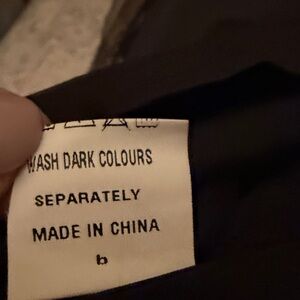 WASH DARK COLOURS
SEPARATELY
MADE IN CHINA
b